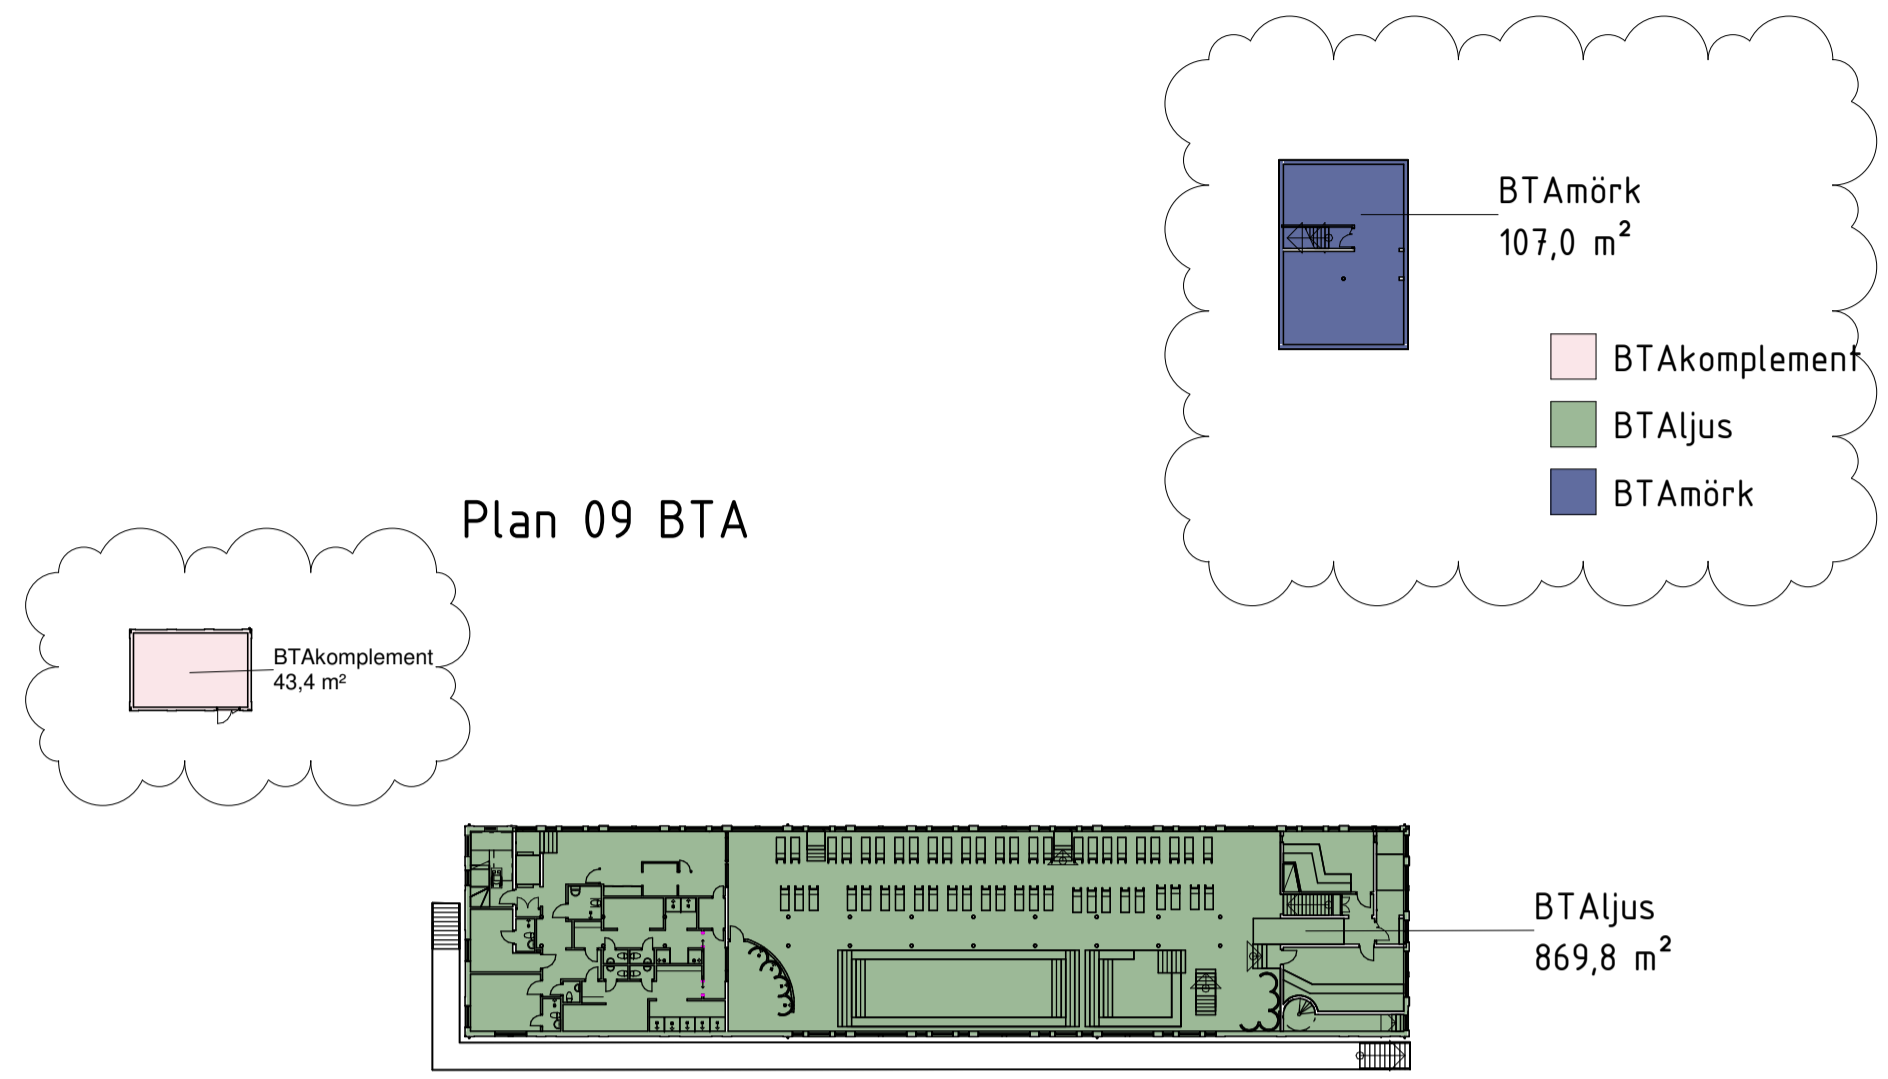 BTAmörk
107,0 m²
BTAkomplement
BTAljus
BTAmörk
Plan 09 BTA
BTAkomplement
43,4 m²
BTAljus
869,8 m²